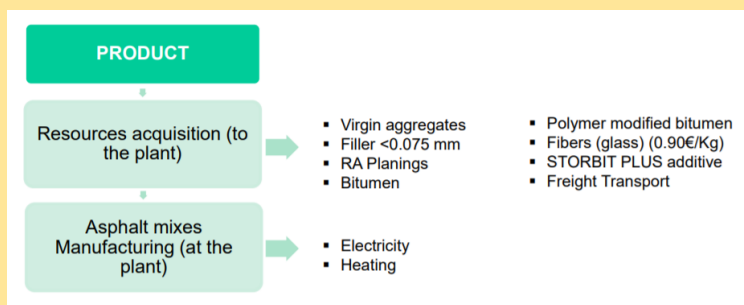 PRODUCT
Resources acquisition (to
the plant)
▪ Virgin aggregates
▪ Filler <0.075 mm
▪ RA Planings
▪ Bitumen
▪ Polymer modified bitumen
▪ Fibers (glass) (0.90€/Kg)
▪ STORBIT PLUS additive
▪ Freight Transport
Asphalt mixes
Manufacturing (at the
plant)
▪ Electricity
▪ Heating